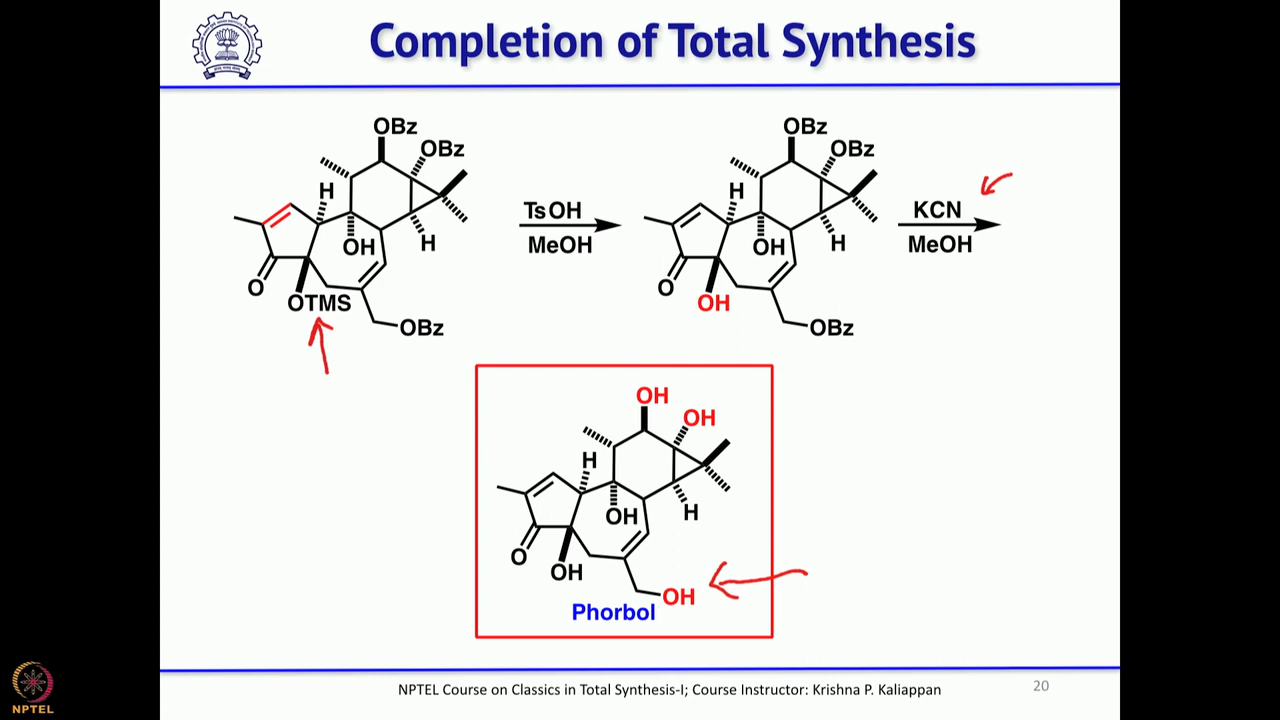 Completion of Total Synthesis
OBz
OBz
H
OH
H
O
OTMS
OBz
TsOH
MeOH
OBz
OBz
H
OH
H
O
OH
OBz
KCN
MeOH
OH
OH
H
OH
H
O
OH
OH
Phorbol
NPTEL Course on Classics in Total Synthesis-I; Course Instructor: Krishna P. Kaliappan
20
NPTEL